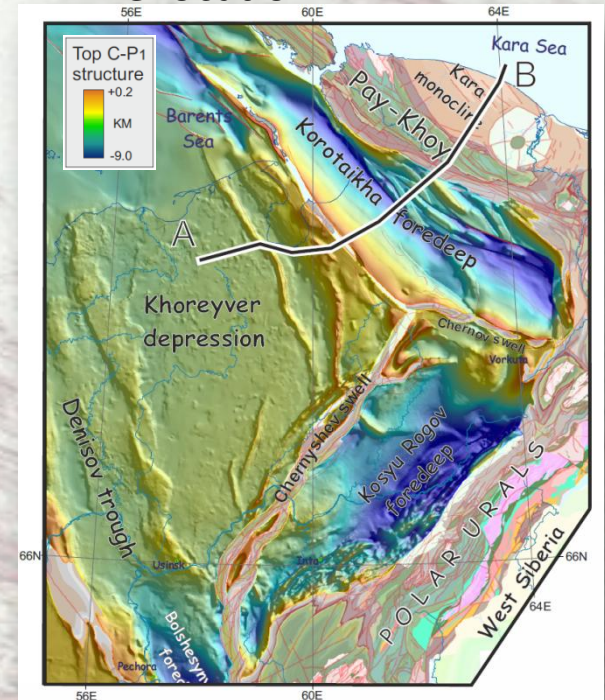 56E
60E
64E
Kara Sea
Top C-P1
structure
+0.2
KM
-9.0
B
Kara
Pay-Khoy
Barents
Sea
Korotaikha
foredeep
A
Khoreyver
depression
Chernov swell
Vorkuta
Chernyshev swell
Denisov trough
Kosyu Rogov
foredeep
POLAR URALS
West Siberia
66N
66N
Usinsk
Inta
64E
Pechora
56E
60E